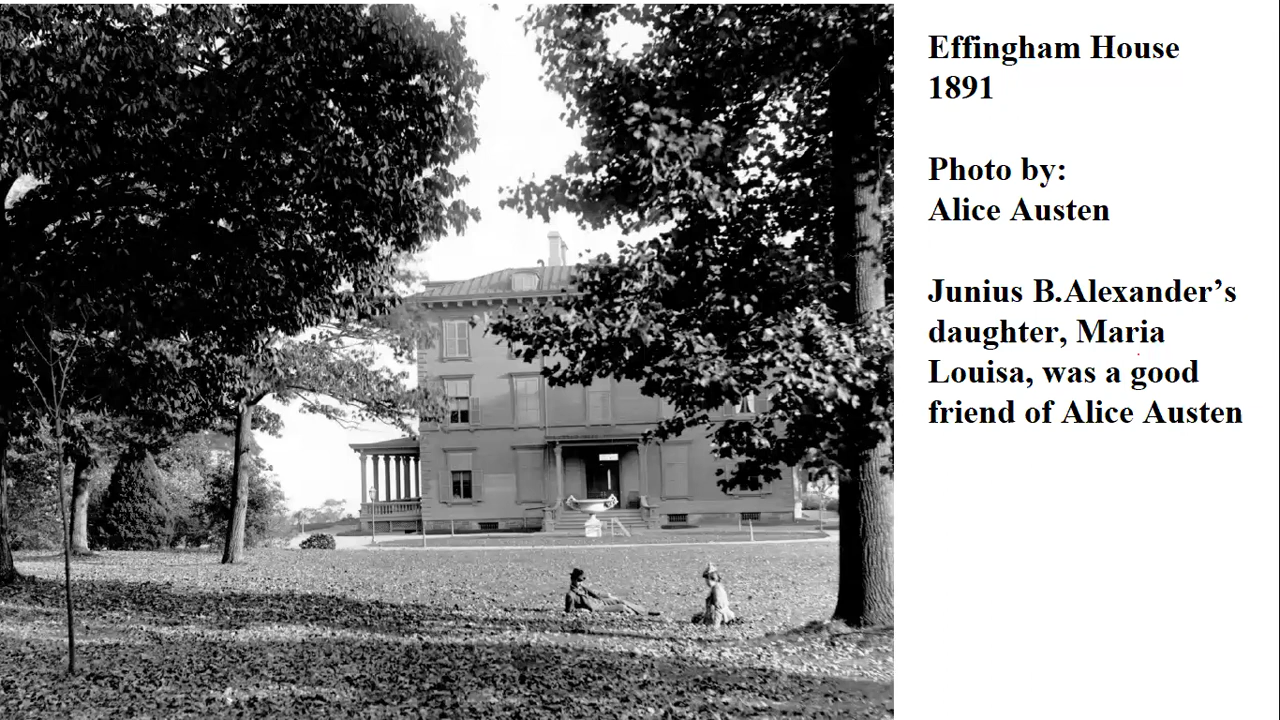 Effingham House
1891
Photo by:
Alice Austen
Junius B.Alexander’s
daughter, Maria
Louisa, was a good
friend of Alice Austen